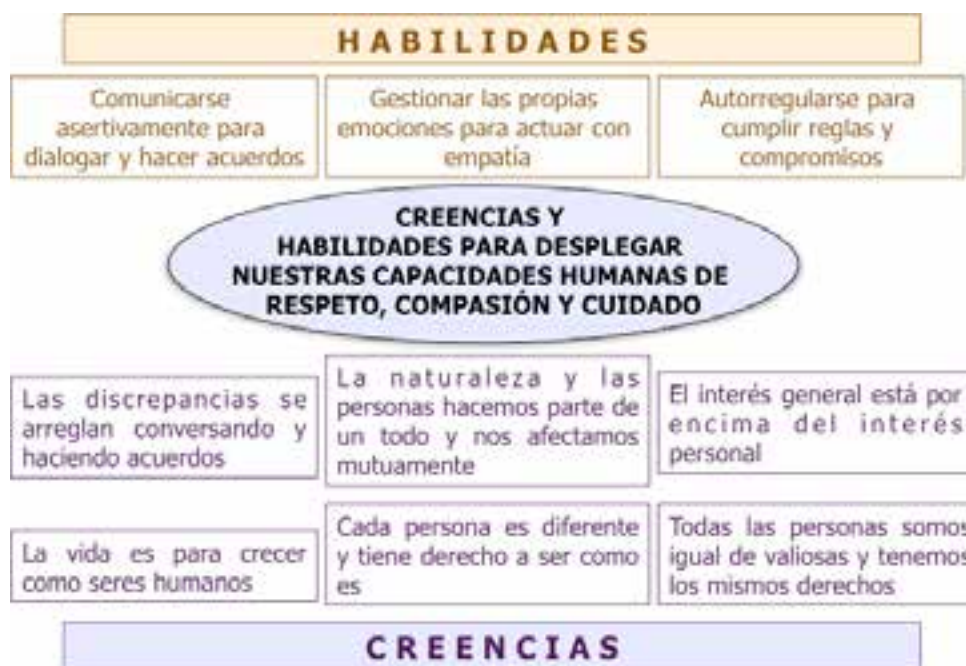 HABILIDADES
Comunicarse
asertivamente para
dialogar y hacer acuerdos
Gestionar las propias
emociones para actuar con
empatía
Autorregularse para
cumplir reglas y
compromisos
CREENCIAS Y
HABILIDADES PARA DESPLEGAR
NUESTRAS CAPACIDADES HUMANAS DE
RESPETO, COMPASIÓN Y CUIDADO
Las discrepancias se
arreglan conversando y
haciendo acuerdos
La naturaleza y las
personas hacemos parte de
un todo y nos afectamos
mutuamente
El interés general está por
encima del interés
personal
La vida es para crecer
como seres humanos
Cada persona es diferente
y tiene derecho a ser como
es
Todas las personas somos
igual de valiosas y tenemos
los mismos derechos
CREENCIAS